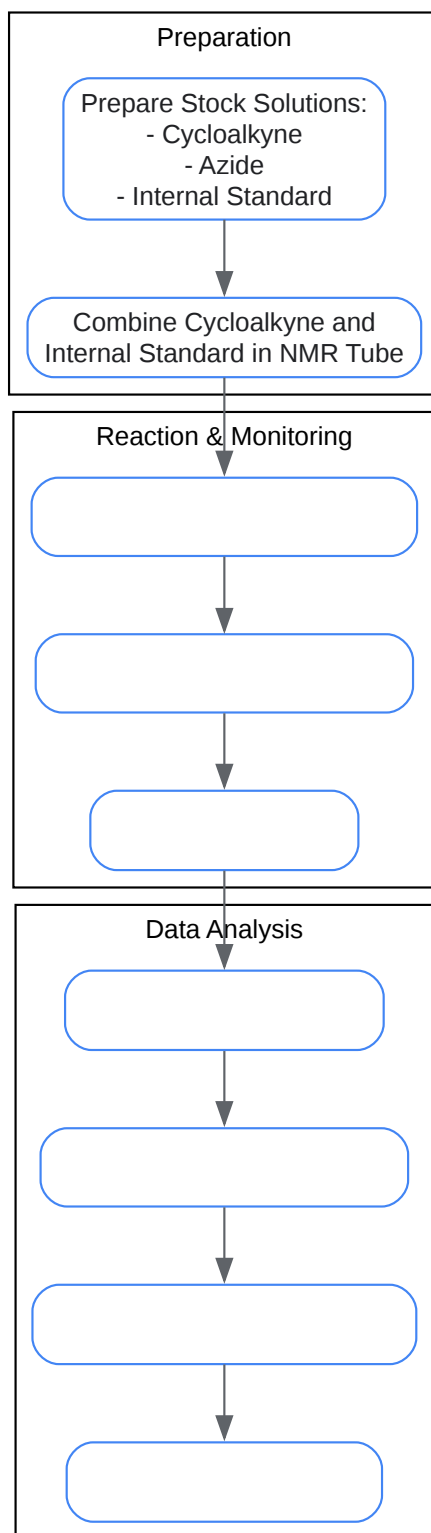 Preparation
Prepare Stock Solutions:
- Cycloalkyne
- Azide
- Internal Standard
Combine Cycloalkyne and
Internal Standard in NMR Tube
Reaction & Monitoring
Data Analysis